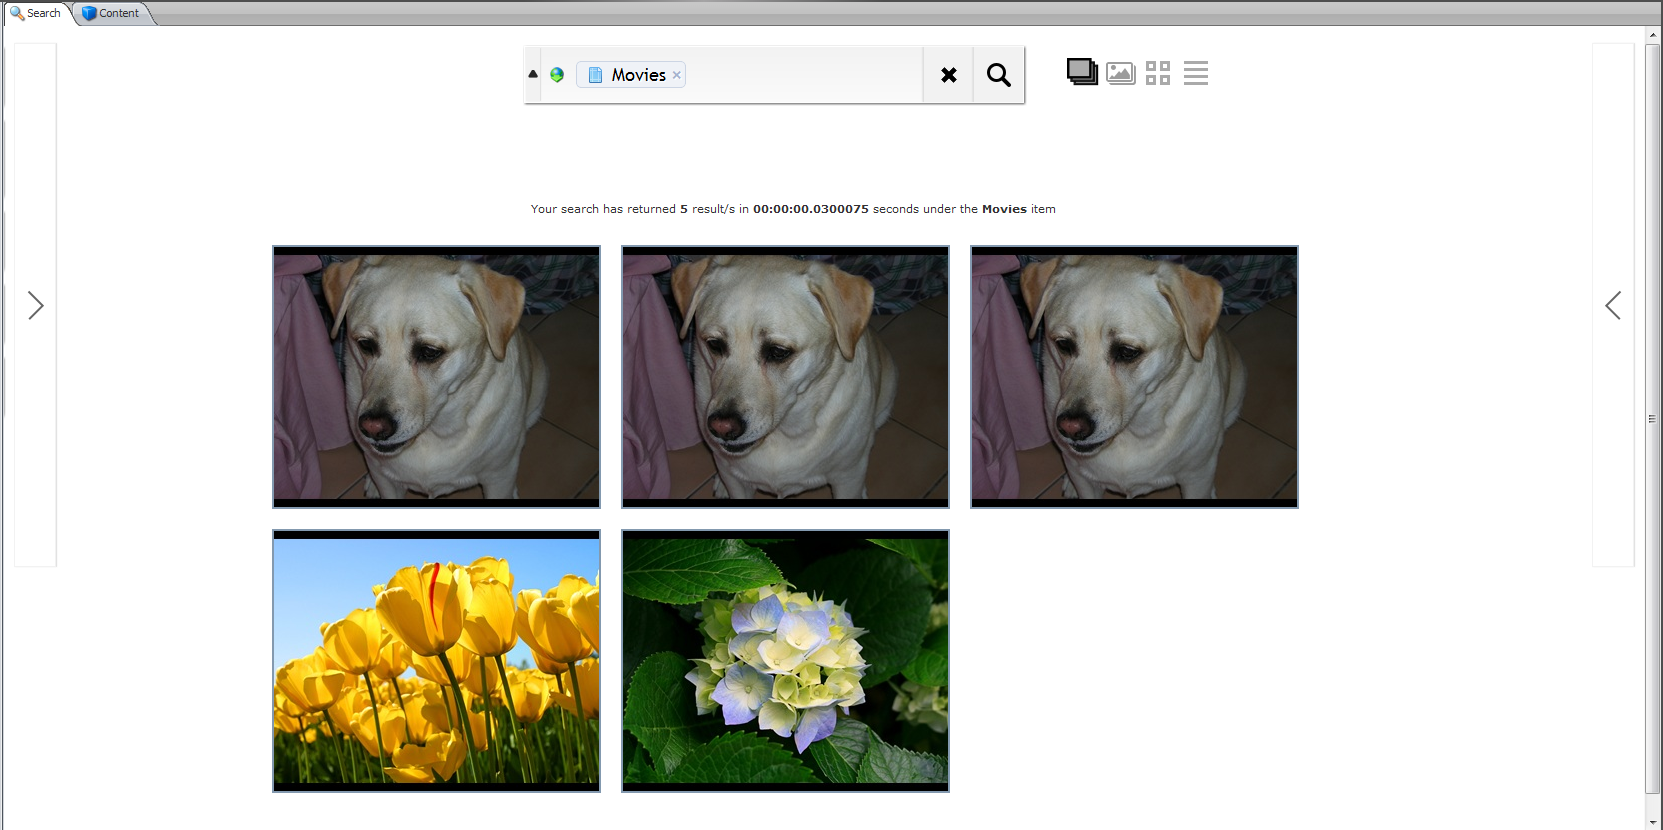 Search Content
Movies
Your search has returned 5 result/s in 00:00:00.0300075 seconds under the Movies item